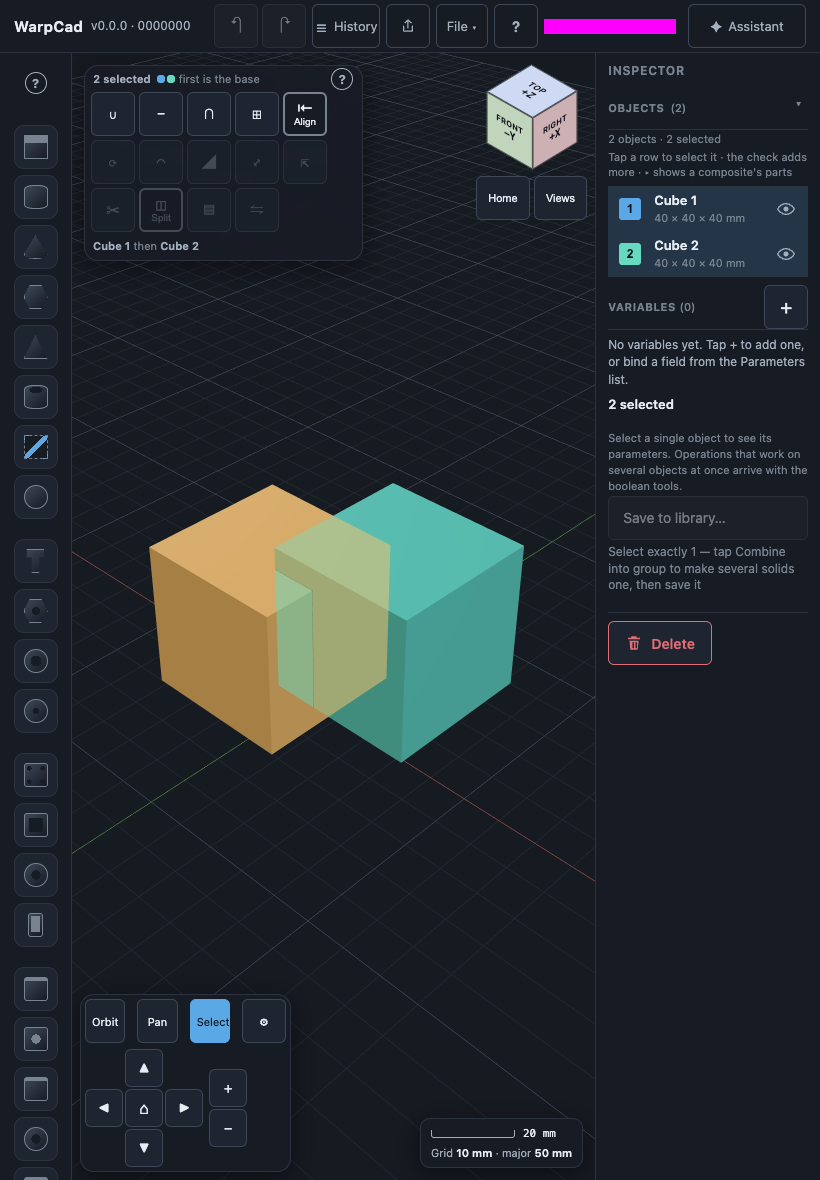 WarpCad v0.0.0 · 0000000
History
File ▾
?
Assistant
?
2 selected first is the base
?
Align
Split
Cube 1 then Cube 2
TOP
+Z
FRONT
−Y
RIGHT
+X
Home
Views
INSPECTOR
OBJECTS (2)
2 objects · 2 selected
Tap a row to select it · the check adds
more · ▸ shows a composite's parts
1
Cube 1
40 × 40 × 40 mm
2
Cube 2
40 × 40 × 40 mm
VARIABLES (0)
+
No variables yet. Tap + to add one,
or bind a field from the Parameters
list.
2 selected
Select a single object to see its
parameters. Operations that work on
several objects at once arrive with the
boolean tools.
Save to library…
Select exactly 1 — tap Combine
into group to make several solids
one, then save it
Delete
Orbit
Pan
Select
+
−
20 mm
Grid 10 mm · major 50 mm